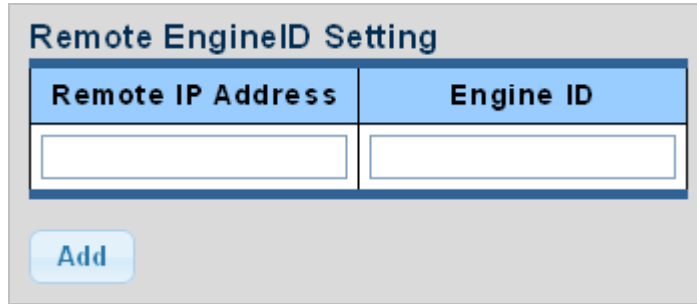 Remote EngineID Setting
Remote IP Address Engine ID
Add